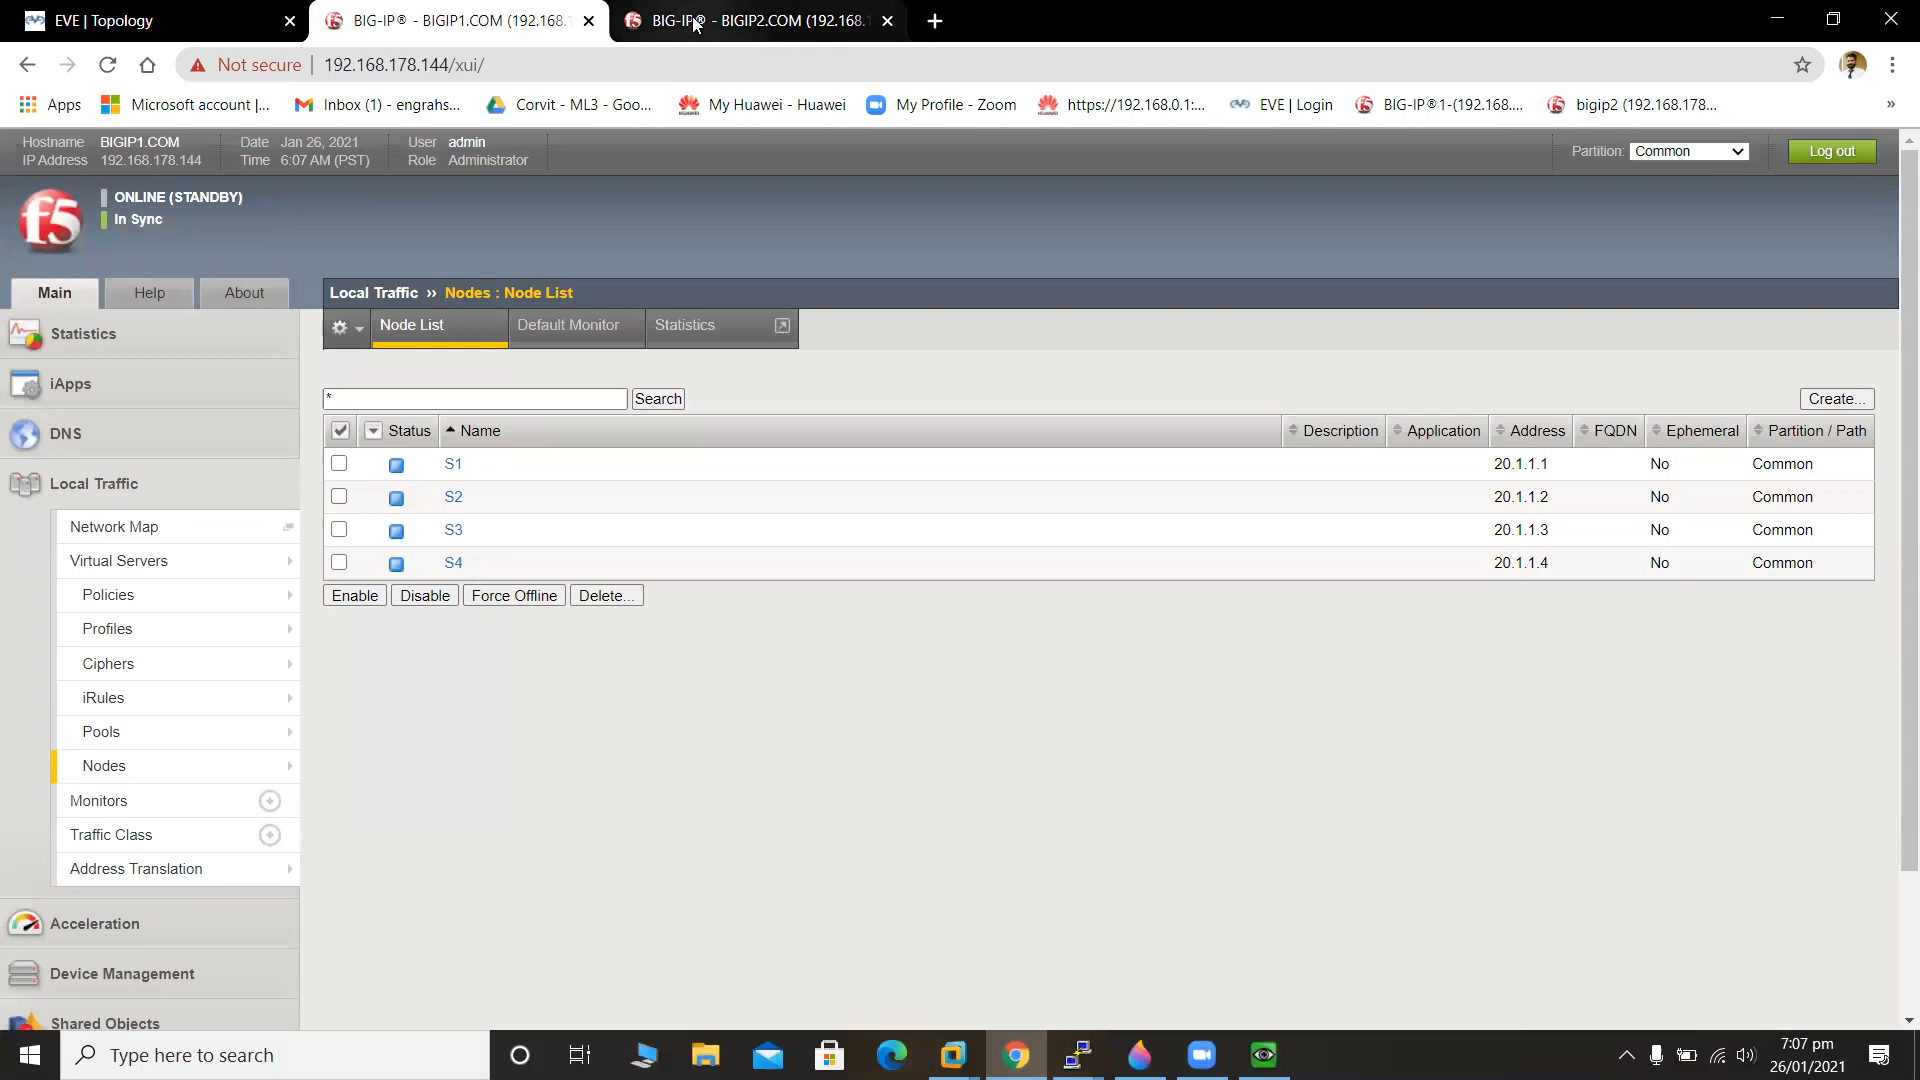 EVE | Topology
BIG-IP® - BIGIP1.COM (192.168.
BIG-IP® - BIGIP2.COM (192.168.1
Not secure | 192.168.178.144/xui/
Apps
Microsoft account |...
Inbox (1) - engrahs...
Corvit - ML3 - Goo...
My Huawei - Huawei
My Profile - Zoom
https://192.168.0.1:...
EVE | Login
BIG-IP®1-(192.168....
bigip2 (192.168.178...
»
Hostname BIGIP1.COM
IP Address 192.168.178.144
Date Jan 26, 2021
Time 6:07 AM (PST)
User admin
Role Administrator
Partition: Common
Log out
f5
ONLINE (STANDBY)
In Sync
Main
Help
About
Local Traffic ›› Nodes : Node List
Node List
Default Monitor
Statistics
Statistics
iApps
DNS
Local Traffic
Network Map
Virtual Servers
Policies
Profiles
Ciphers
iRules
Pools
Nodes
Monitors
Traffic Class
Address Translation
Acceleration
Device Management
Shared Objects
*
Search
Create...
Status Name Description Application Address FQDN Ephemeral Partition / Path
S1 20.1.1.1 No Common
S2 20.1.1.2 No Common
S3 20.1.1.3 No Common
S4 20.1.1.4 No Common
Enable
Disable
Force Offline
Delete...
Type here to search
7:07 pm
26/01/2021